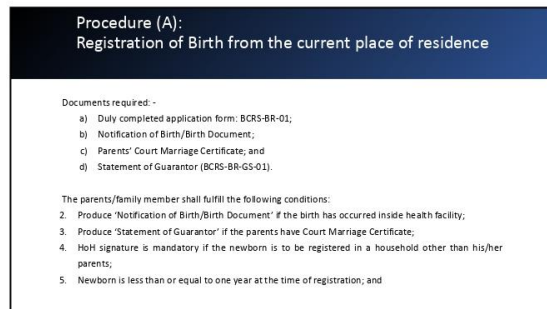 Procedure (A):
Registration of Birth from the current place of residence
Documents required: -
a) Duly completed application form: BCRS-BR-01;
b) Notification of Birth/Birth Document;
c) Parents' Court Marriage Certificate; and
d) Statement of Guarantor (BCRS-BR-GS-01).
The parents/family member shall fulfill the following conditions:
2. Produce 'Notification of Birth/Birth Document' if the birth has occurred inside health facility;
3. Produce 'Statement of Guarantor' if the parents have Court Marriage Certificate;
4. HoH signature is mandatory if the newborn is to be registered in a household other than his/her
parents;
5. Newborn is less than or equal to one year at the time of registration; and